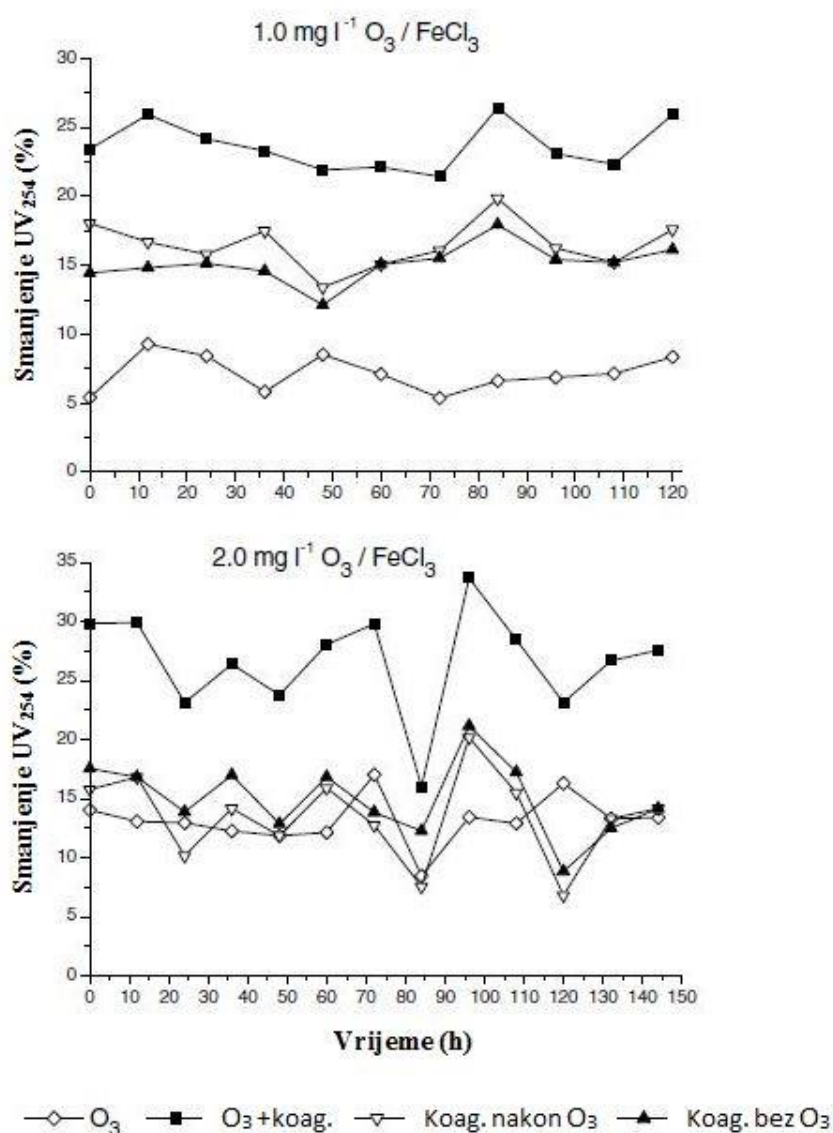 1.0 mg l⁻¹ O₃ / FeCl₃
Smanjenje UV₂₅₄ (%)
30
25
20
15
10
5
0
0 10 20 30 40 50 60 70 80 90 100 110 120
2.0 mg l⁻¹ O₃ / FeCl₃
Smanjenje UV₂₅₄ (%)
35
30
25
20
15
10
5
0
0 10 20 30 40 50 60 70 80 90 100 110 120 130 140 150
Vrijeme (h)
O₃ O₃ +koag. Koag. nakon O₃ Koag. bez O₃